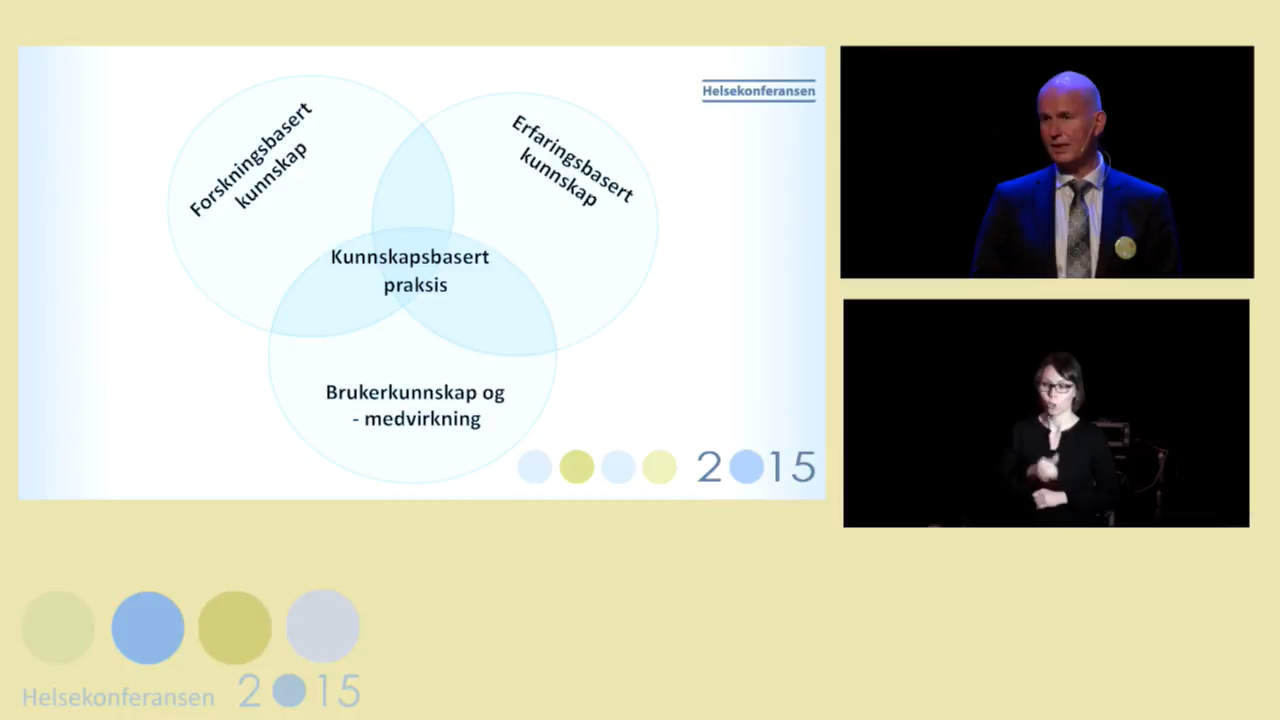 Helsekonferansen
Forskningsbasert
kunnskap
Erfaringsbasert
kunnskap
Kunnskapsbasert
praksis
Brukerkunnskap og
- medvirkning
2 15
Helsekonferansen 2 15